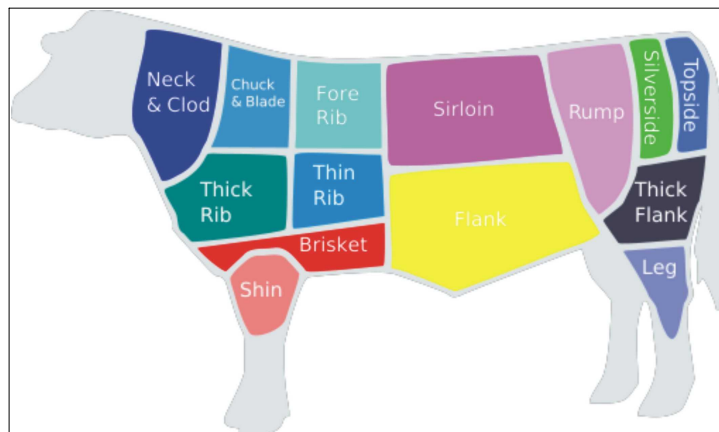 Neck
& Clod
Chuck
& Blade
Fore
Rib
Sirloin
Rump
Silverside
Topside
Thick
Rib
Thin
Rib
Flank
Thick
Flank
Brisket
Shin
Leg